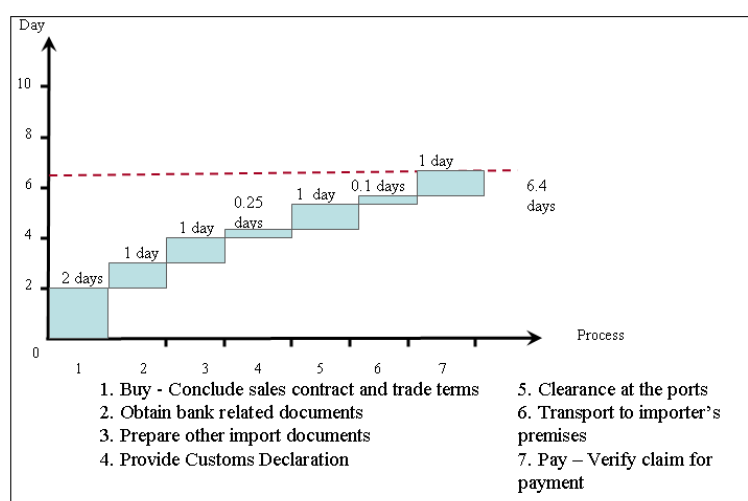 Day
10
8
6
4
2
0
2 days
1 day
1 day
0.25
days
1 day
0.1 days
1 day
6.4
days
Process
1 2 3 4 5 6 7
1. Buy - Conclude sales contract and trade terms
2. Obtain bank related documents
3. Prepare other import documents
4. Provide Customs Declaration
5. Clearance at the ports
6. Transport to importer's
premises
7. Pay – Verify claim for
payment